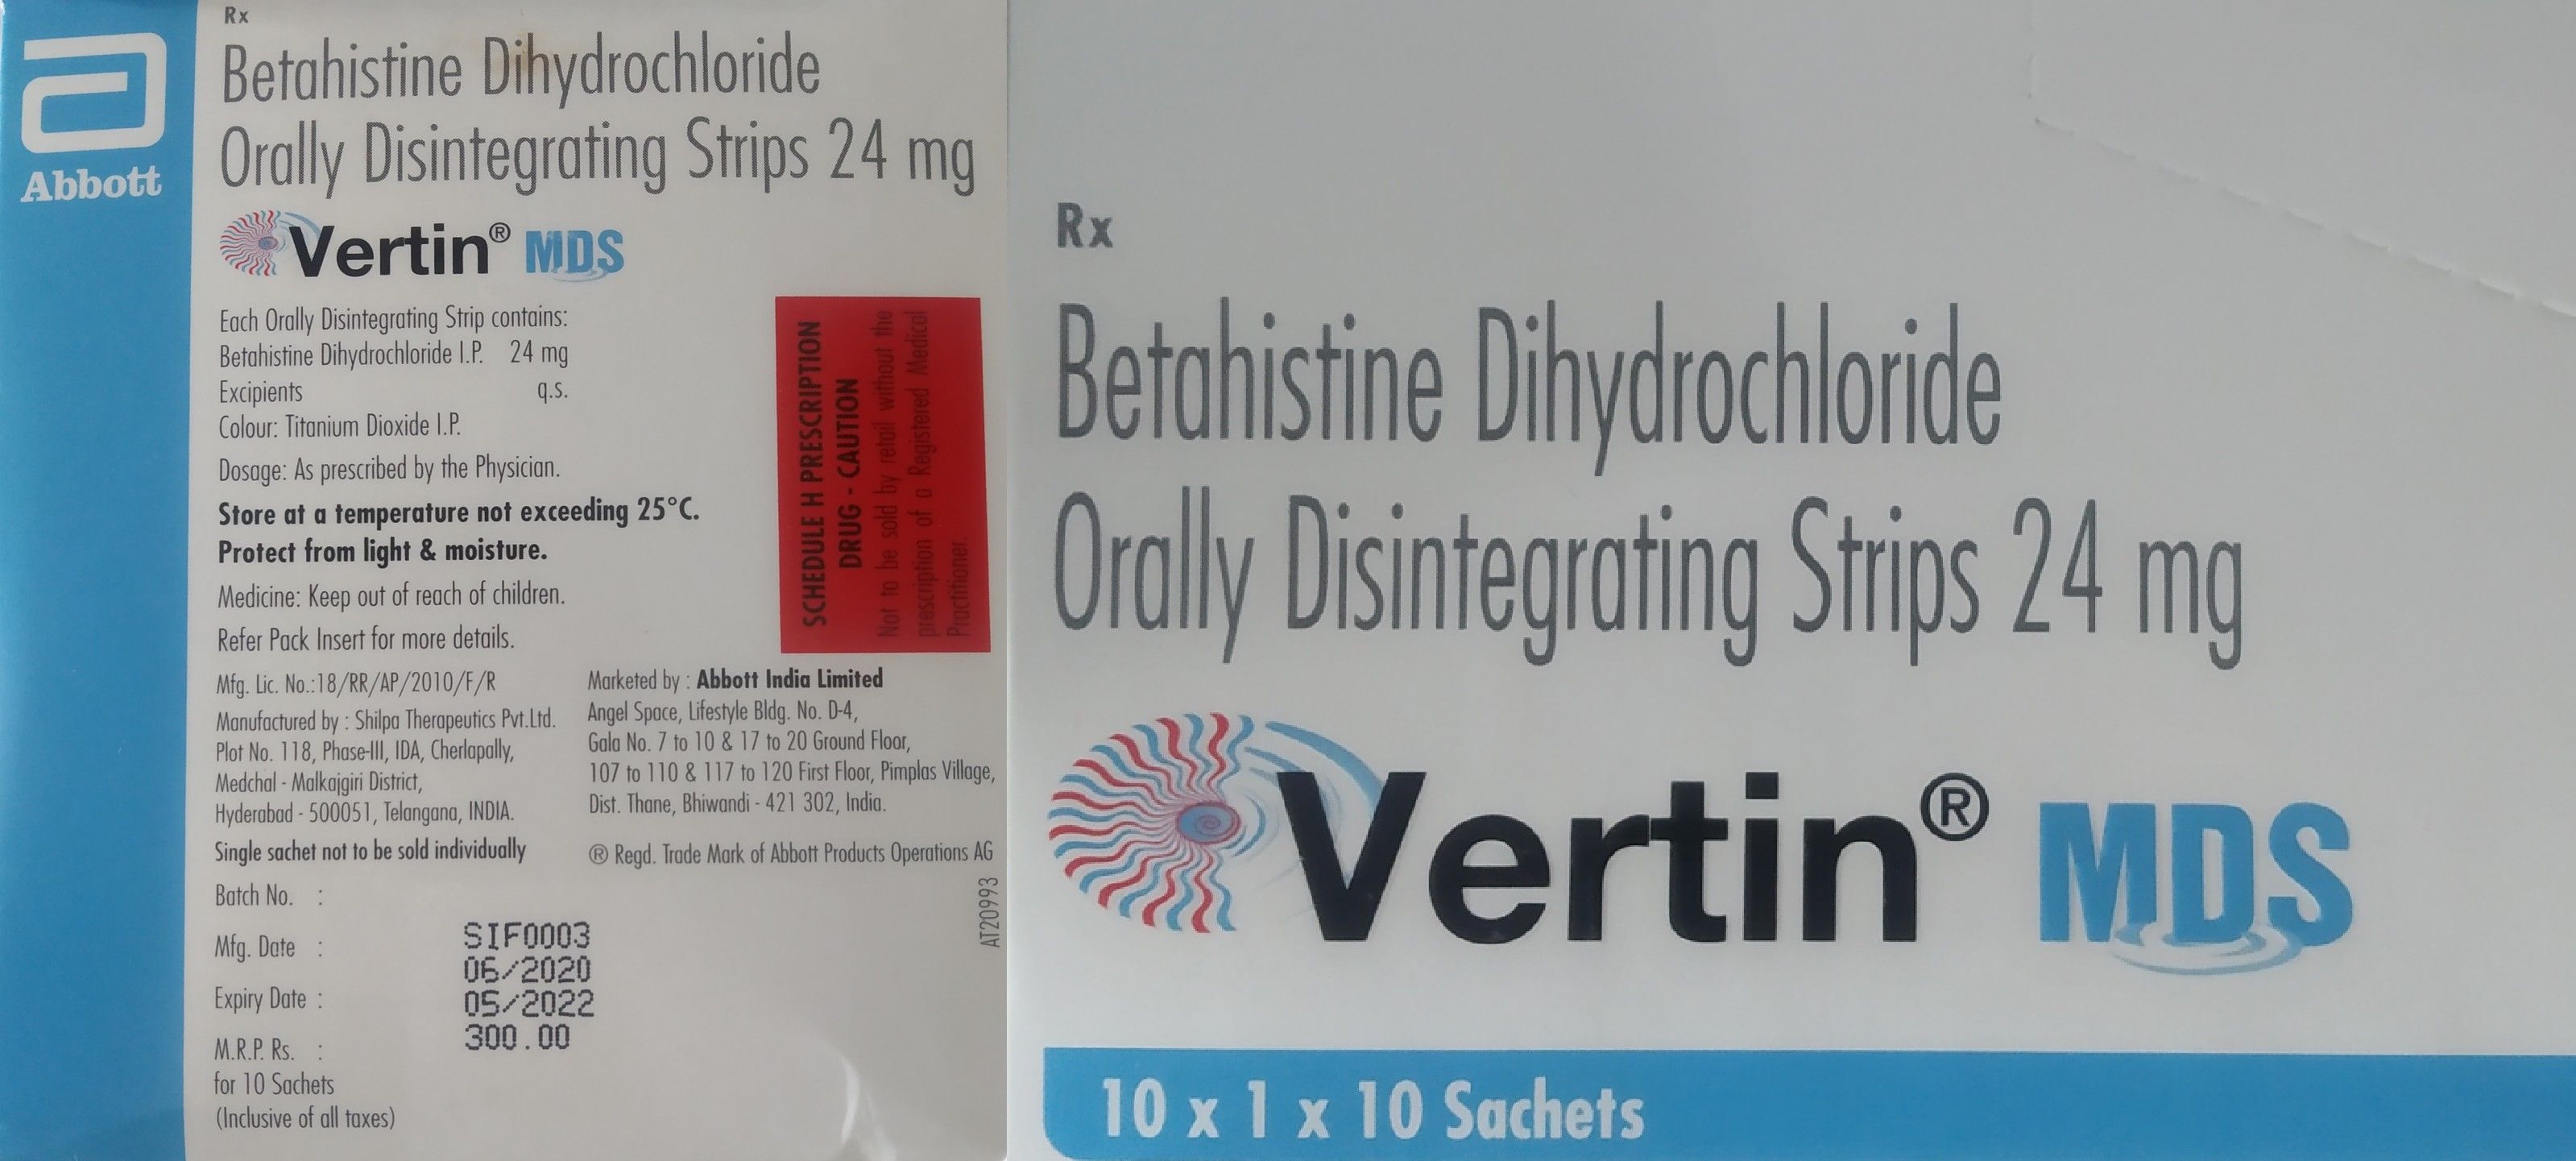 Abbott
Rx
Betahistine Dihydrochloride
Orally Disintegrating Strips 24 mg
Vertin® MDS
Each Orally Disintegrating Strip contains:
Betahistine Dihydrochloride I.P. 24 mg
Excipients q.s.
Colour: Titanium Dioxide I.P.
Dosage: As prescribed by the Physician.
Store at a temperature not exceeding 25°C.
Protect from light & moisture.
Medicine: Keep out of reach of children.
Refer Pack Insert for more details.
SCHEDULE H PRESCRIPTION
DRUG - CAUTION
Not to be sold by retail without the
prescription of a Registered Medical
Practitioner.
Mfg. Lic. No.:18/RR/AP/2010/F/R
Manufactured by : Shilpa Therapeutics Pvt.Ltd.
Plot No. 118, Phase-III, IDA, Cherlapally,
Medchal - Malkajgiri District,
Hyderabad - 500051, Telangana, INDIA.
Single sachet not to be sold individually
Marketed by : Abbott India Limited
Angel Space, Lifestyle Bldg. No. D-4,
Gala No. 7 to 10 & 17 to 20 Ground Floor,
107 to 110 & 117 to 120 First Floor, Pimplas Village,
Dist. Thane, Bhiwandi - 421 302, India.
® Regd. Trade Mark of Abbott Products Operations AG
AT20993
Batch No. :
Mfg. Date :
Expiry Date :
M.R.P. Rs. :
for 10 Sachets
(Inclusive of all taxes)
SIF0003
06/2020
05/2022
300.00
Rx
Betahistine Dihydrochloride
Orally Disintegrating Strips 24 mg
Vertin® MDS
10 x 1 x 10 Sachets